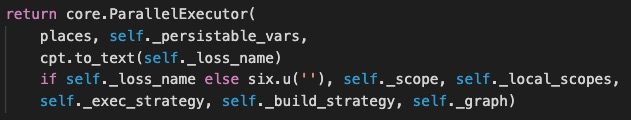 return core.ParallelExecutor(
    places, self._persistable_vars,
    cpt.to_text(self._loss_name)
    if self._loss_name else six.u(''), self._scope, self._local_scopes,
    self._exec_strategy, self._build_strategy, self._graph)